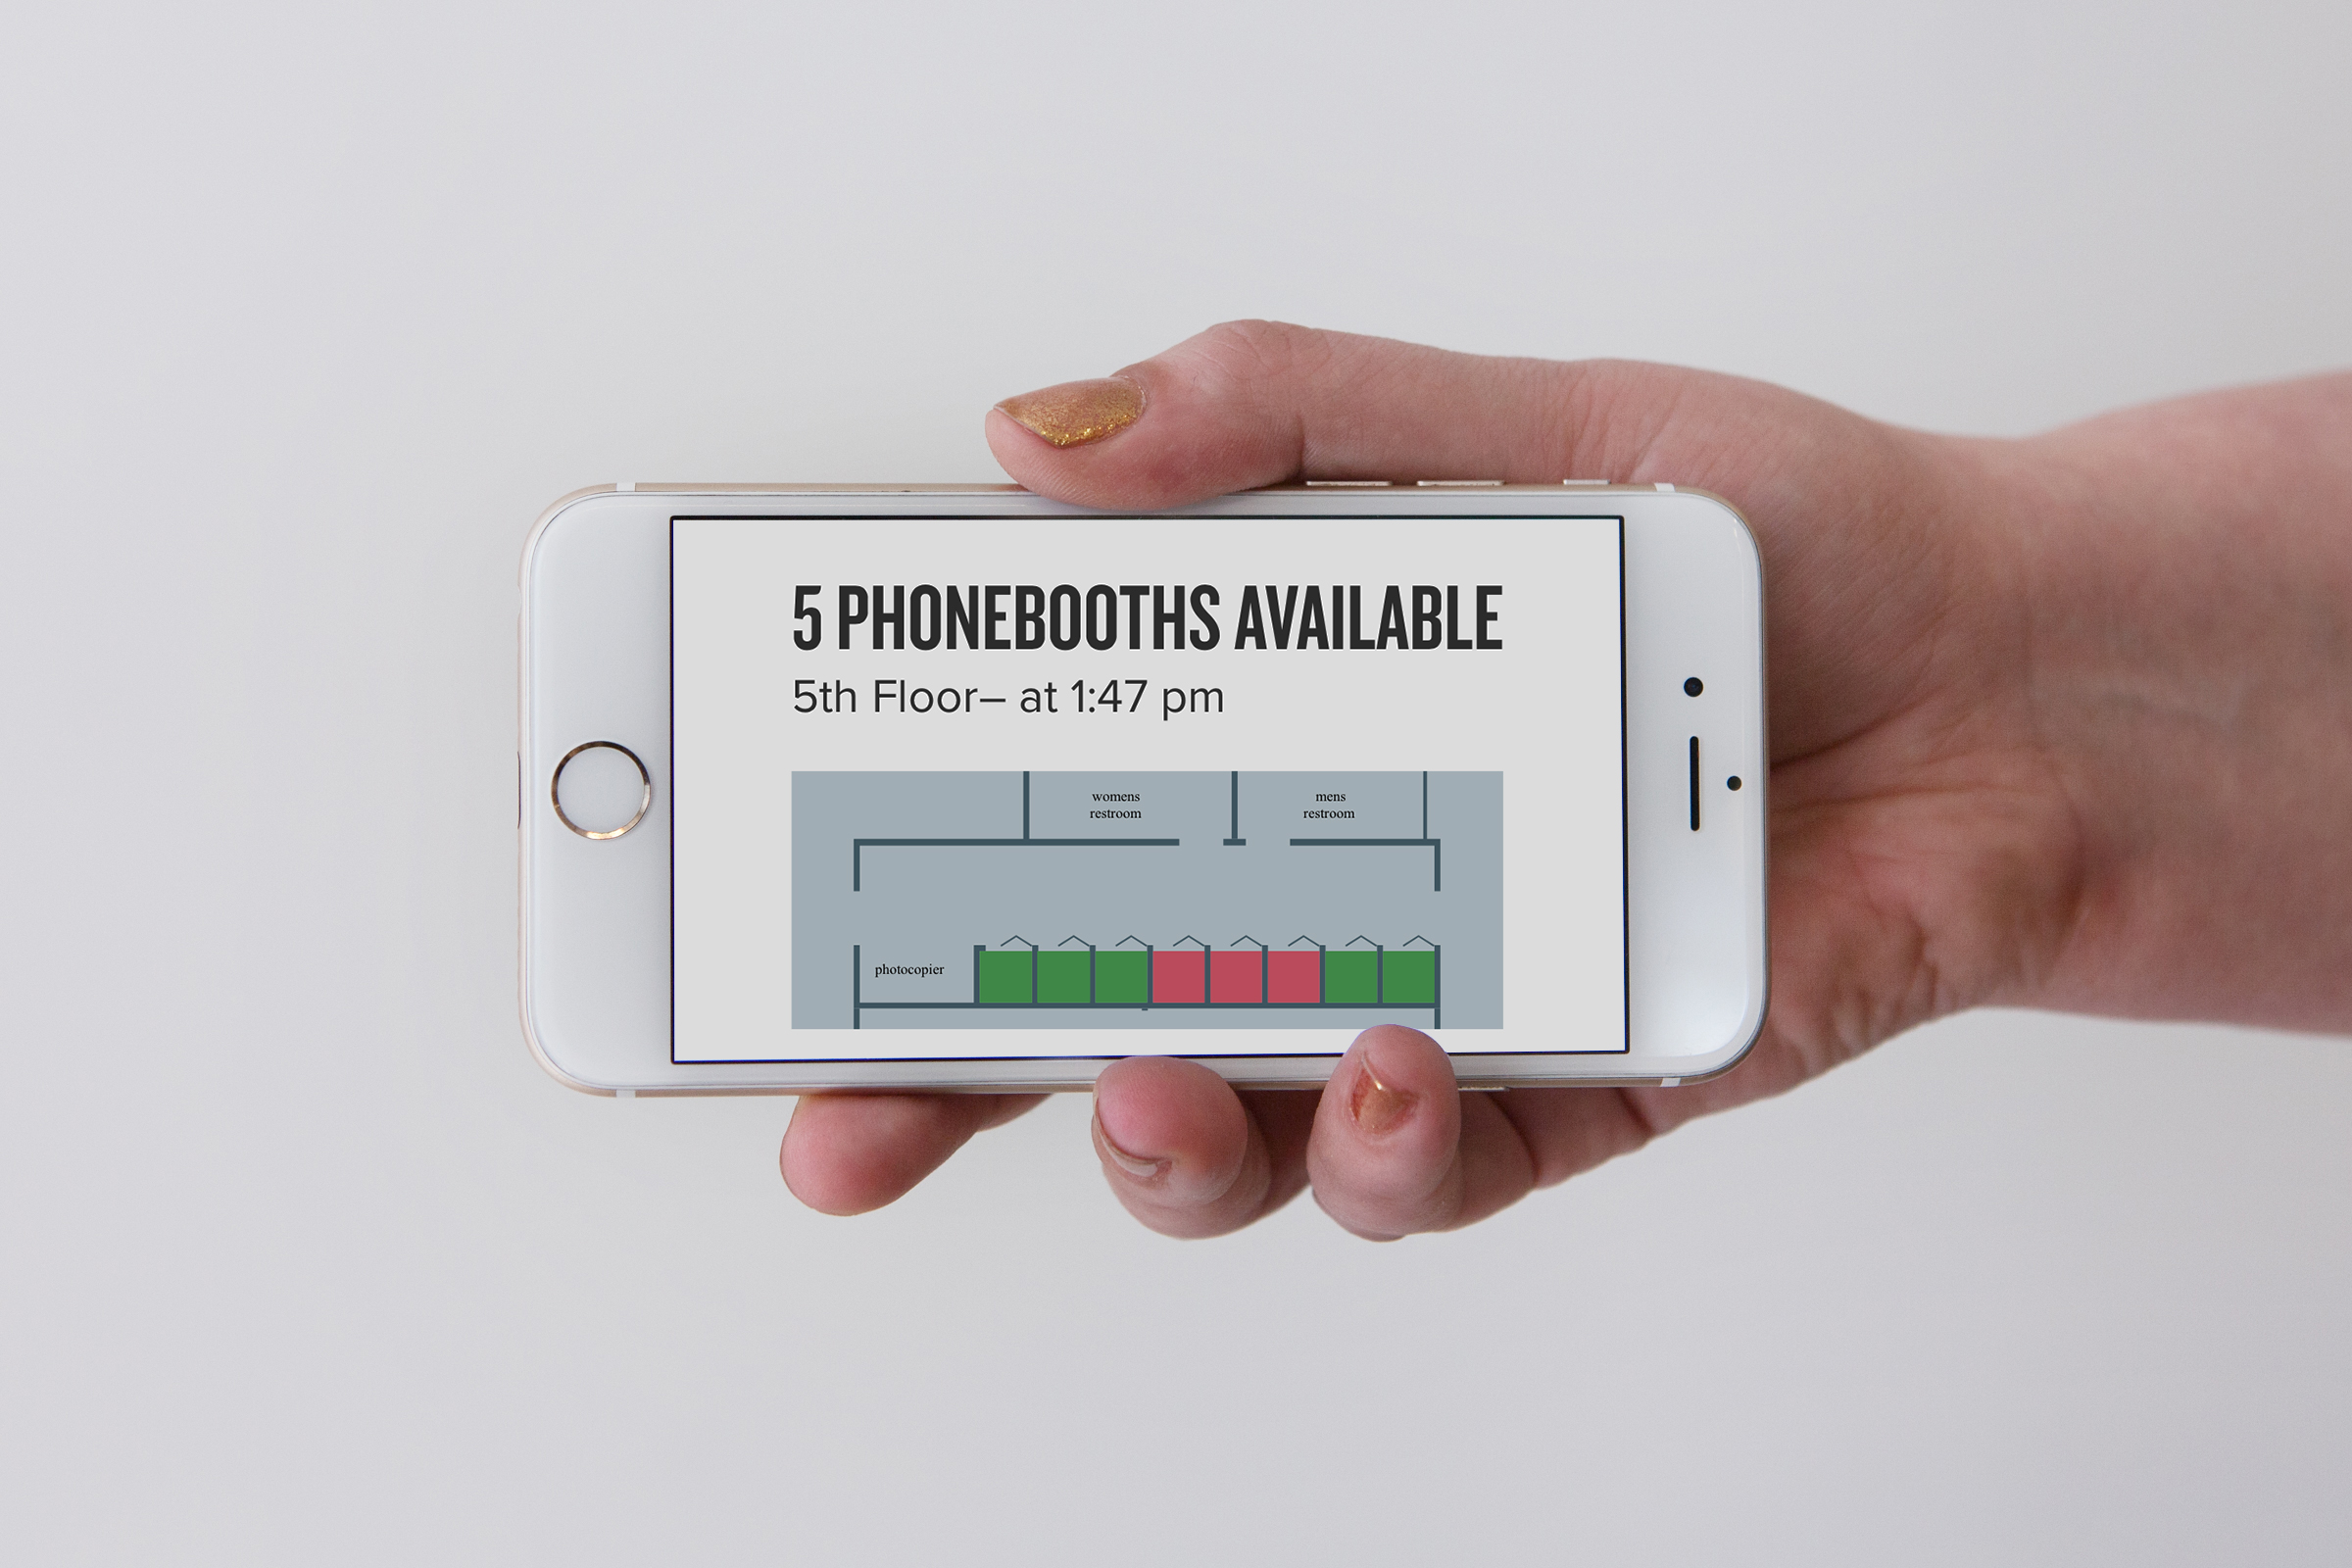 5 PHONEBOOTHS AVAILABLE
5th Floor– at 1:47 pm
womens
restroom
mens
restroom
photocopier